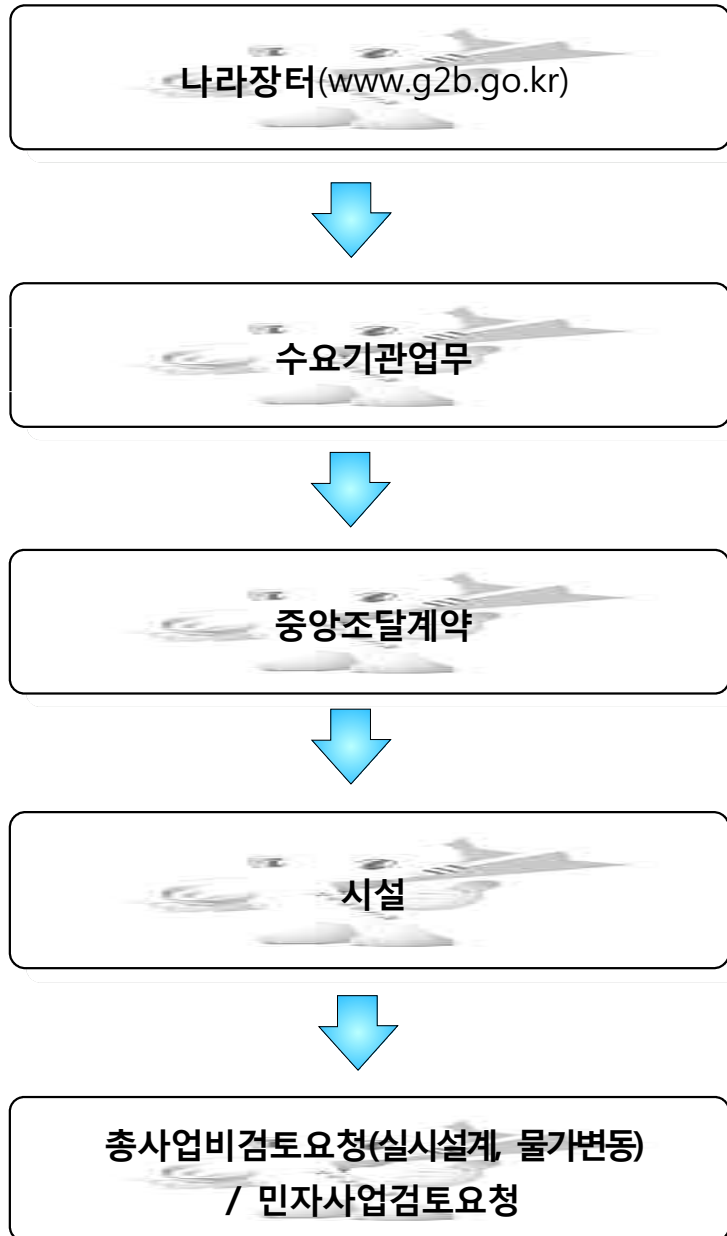 나라장터(www.g2b.go.kr)
수요기관업무
중앙조달계약
시설
총사업비검토요청(실시설계, 물가변동)
/ 민자사업검토요청